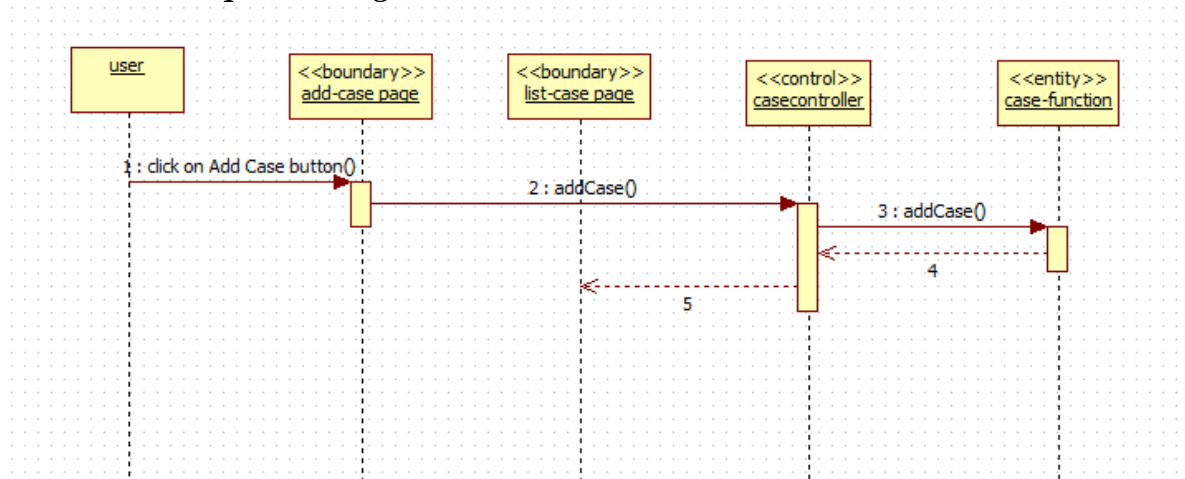 user
<<boundary>>
add-case page
<<boundary>>
list-case page
<<control>>
casecontroller
<<entity>>
case-function
1 : click on Add Case button()
2 : addCase()
3 : addCase()
4
5